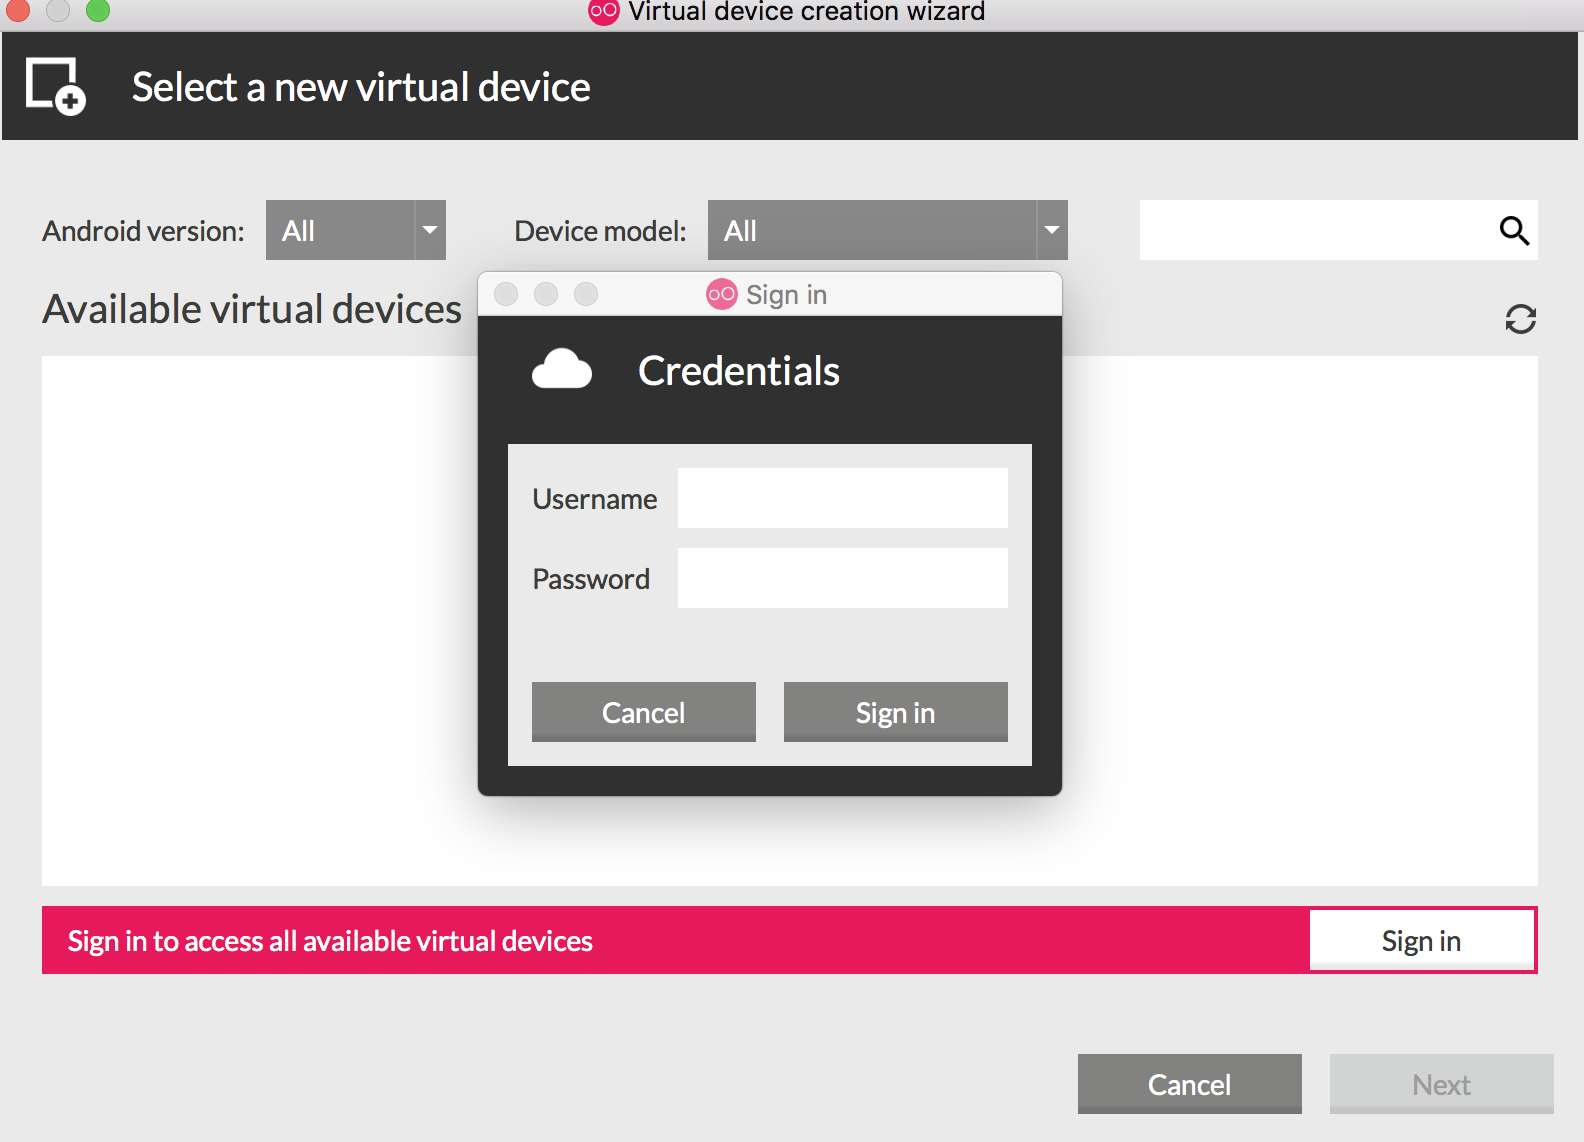 Virtual device creation wizard
Select a new virtual device
Android version: All Device model: All
Available virtual devices
Sign in
Credentials
Username
Password
Cancel Sign in
Sign in to access all available virtual devices Sign in
Cancel Next